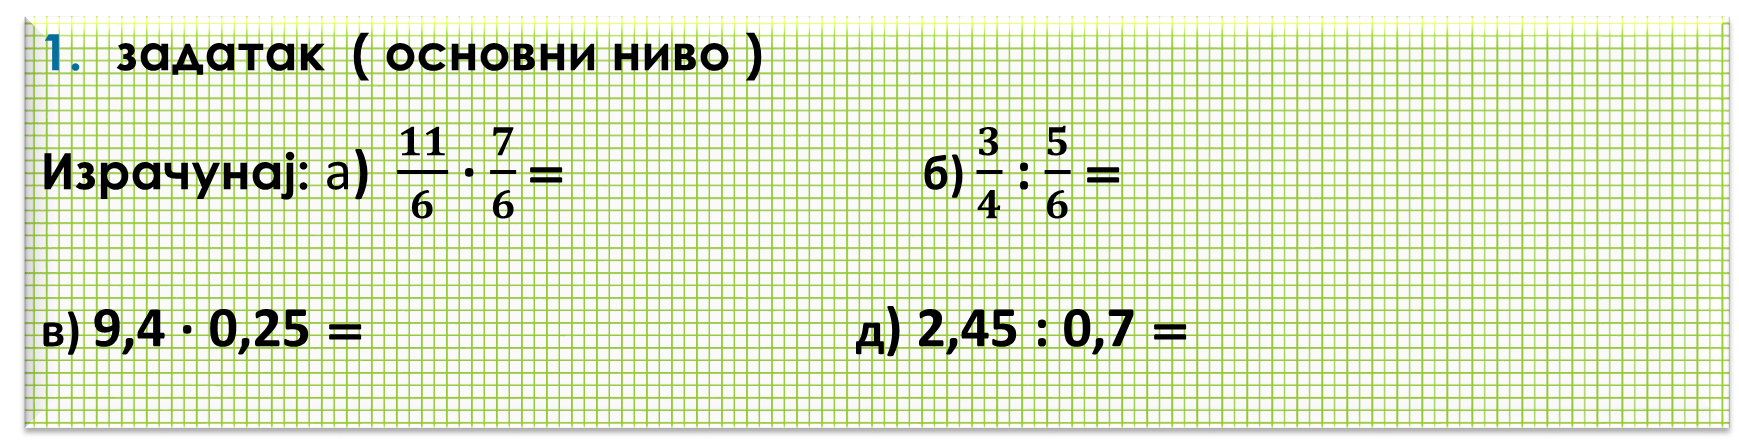 1. задатак ( основни ниво )
Израчунај: а) 11/6 · 7/6 = б) 3/4 : 5/6 =
в) 9,4 · 0,25 = д) 2,45 : 0,7 =